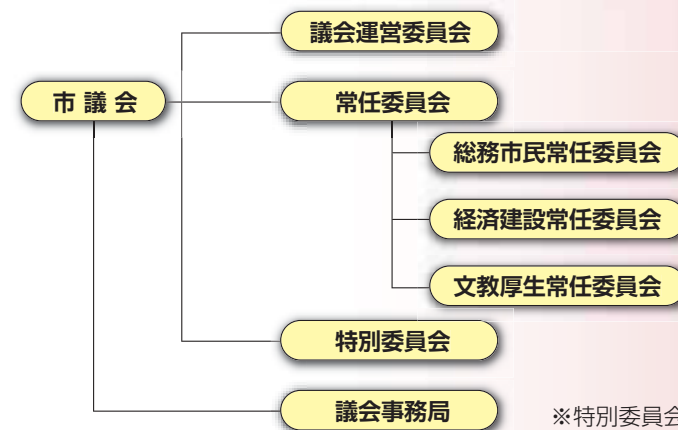 議会運営委員会
市議会
常任委員会
総務市民常任委員会
経済建設常任委員会
文教厚生常任委員会
特別委員会
議会事務局
※特別委員会